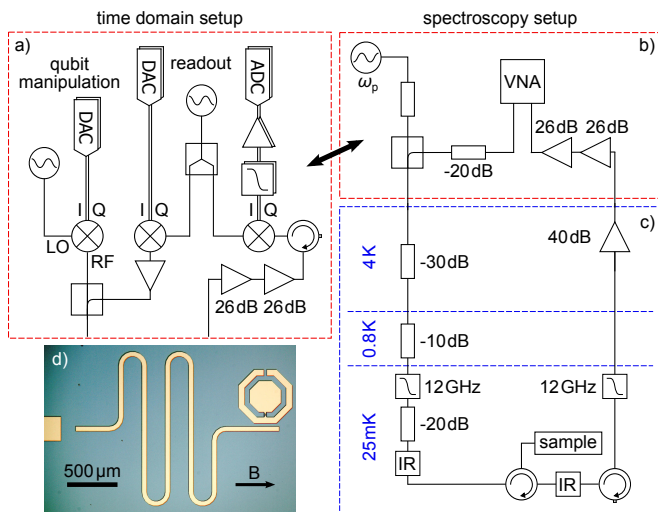 time domain setup
spectroscopy setup
a)
qubit
manipulation
DAC
DAC
readout
ADC
I Q
I Q
I Q
LO
RF
26dB 26dB
b)
ωp
VNA
-20dB
26dB 26dB
c)
4K
-30dB
40dB
0.8K
-10dB
25mK
12GHz
12GHz
-20dB
IR
sample
IR
d)
500µm
B